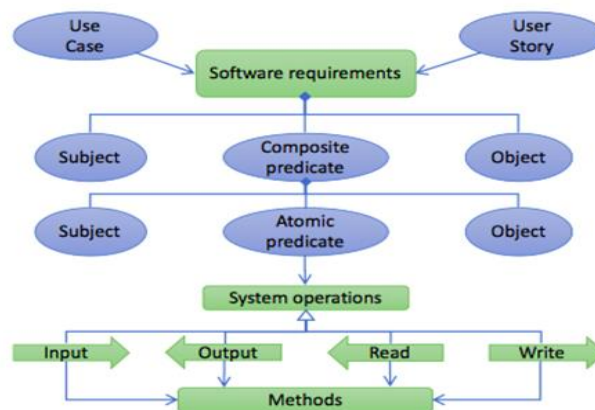 Use
Case
User
Story
Software requirements
Subject
Composite
predicate
Object
Subject
Atomic
predicate
Object
System operations
Input
Output
Read
Write
Methods